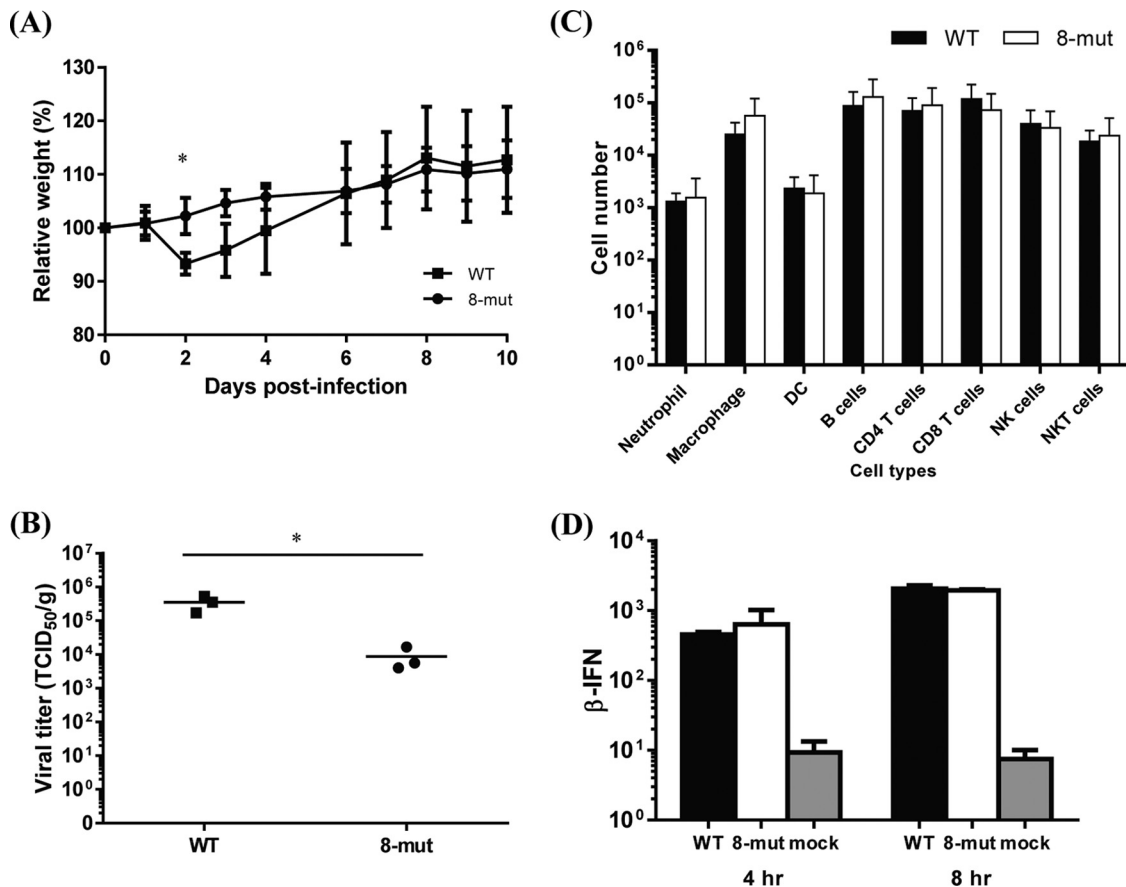 (A)
Relative weight (%)
130
120
110
100
90
80
*
WT
8-mut
0 2 4 6 8 10
Days post-infection
(B)
Viral titer (TCID50/g)
10^7
10^6
10^5
10^4
10^3
10^2
10^1
10^0
0
*
WT 8-mut
(C)
WT 8-mut
Cell number
10^6
10^5
10^4
10^3
10^2
10^1
10^0
Neutrophil
Macrophage
DC
B cells
CD4 T cells
CD8 T cells
NK cells
NKT cells
Cell types
(D)
β-IFN
10^4
10^3
10^2
10^1
10^0
WT 8-mut mock WT 8-mut mock
4 hr 8 hr